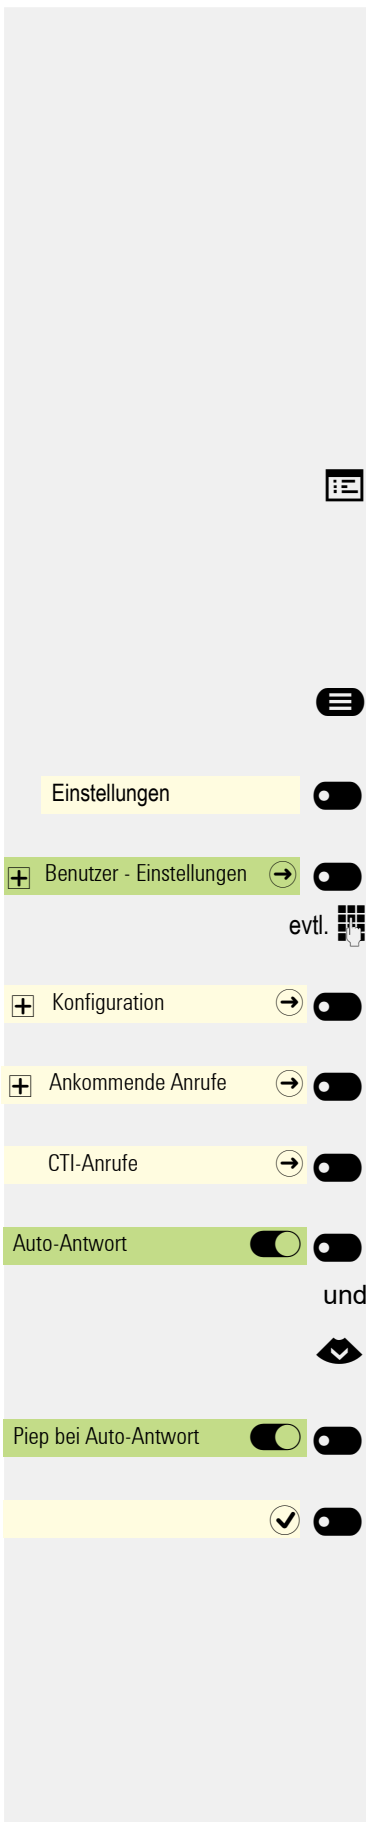 Einstellungen
Benutzer - Einstellungen
evtl.
Konfiguration
Ankommende Anrufe
CTI-Anrufe
Auto-Antwort
und
Piep bei Auto-Antwort